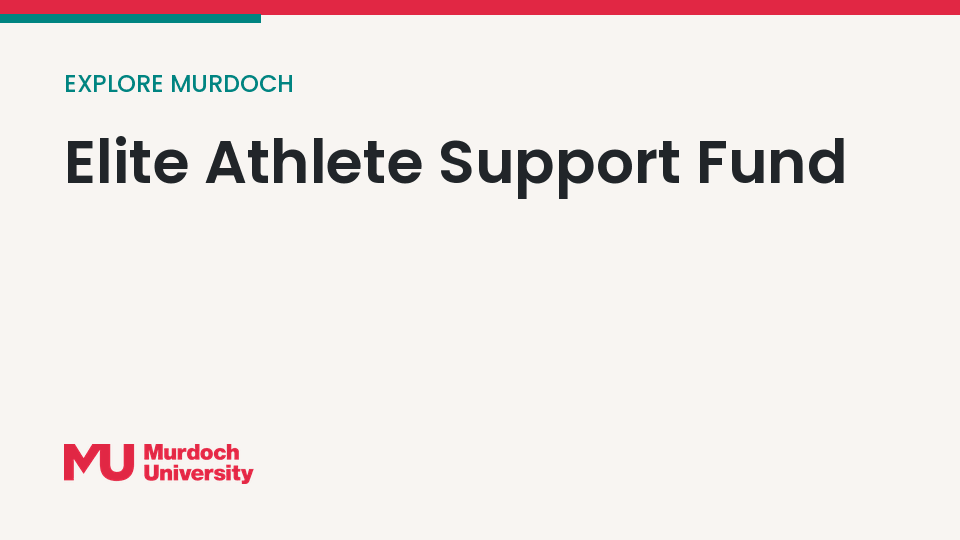 EXPLORE MURDOCH
Elite Athlete Support Fund
MU Murdoch
University